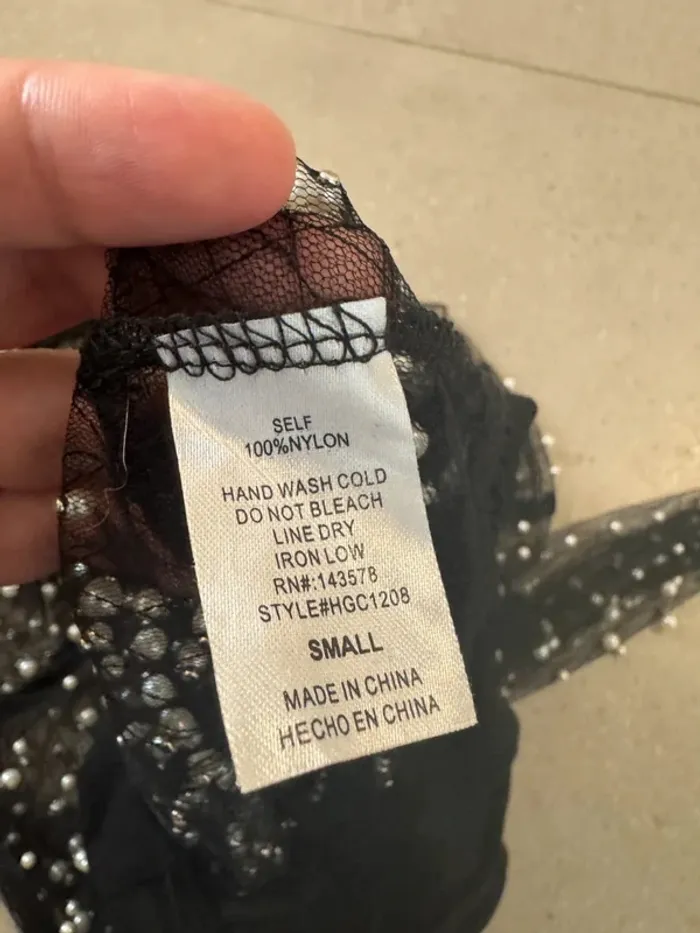 SELF
100%NYLON
HAND WASH COLD
DO NOT BLEACH
LINE DRY
IRON LOW
RN#:143578
STYLE#HGC1208
SMALL
MADE IN CHINA
HECHO EN CHINA